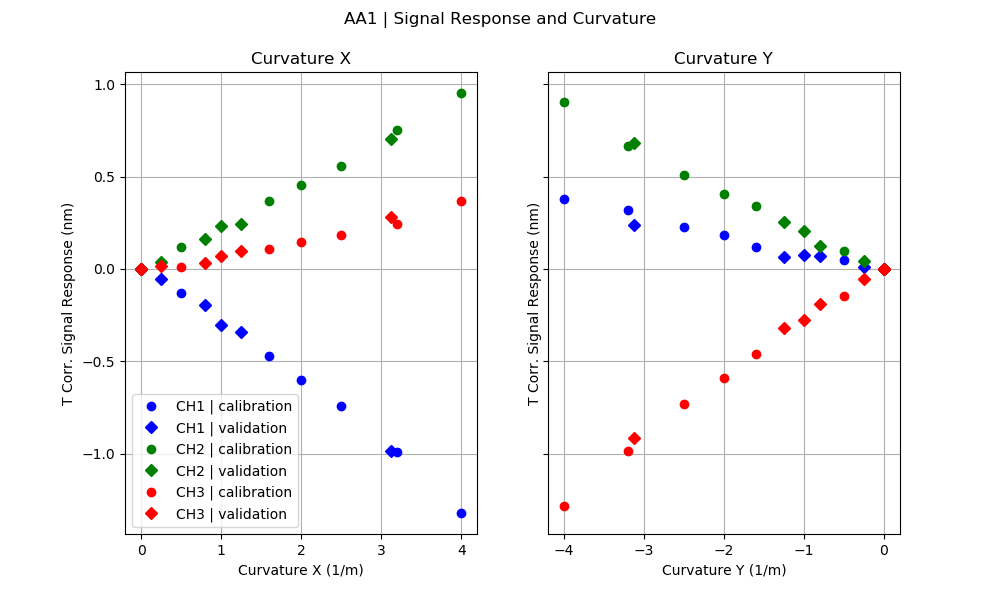 AA1 | Signal Response and Curvature
Curvature X
T Corr. Signal Response (nm)
1.0
0.5
0.0
−0.5
−1.0
CH1 | calibration
CH1 | validation
CH2 | calibration
CH2 | validation
CH3 | calibration
CH3 | validation
0 1 2 3 4
Curvature X (1/m)
Curvature Y
T Corr. Signal Response (nm)
−4 −3 −2 −1 0
Curvature Y (1/m)